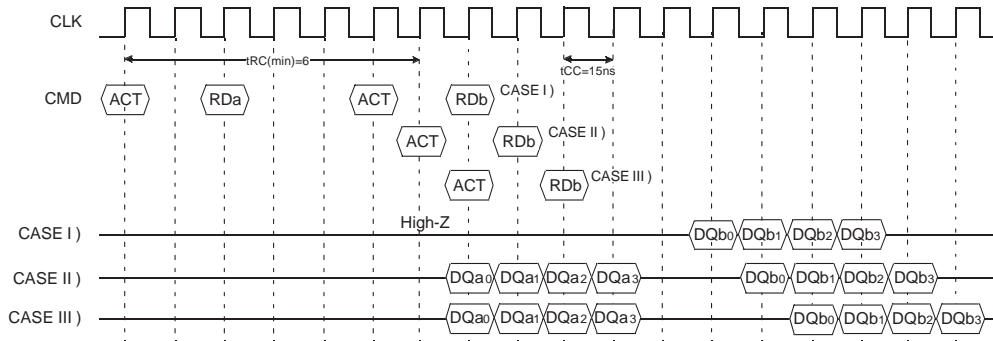 CLK
tRC(min)=6
tCC=15ns
CMD
ACT RDa ACT RDb CASE I )
ACT RDb CASE II )
ACT RDb CASE III )
High-Z
CASE I ) DQb0 DQb1 DQb2 DQb3
CASE II ) DQa0 DQa1 DQa2 DQa3 DQb0 DQb1 DQb2 DQb3
CASE III ) DQa0 DQa1 DQa2 DQa3 DQb0 DQb1 DQb2 DQb3